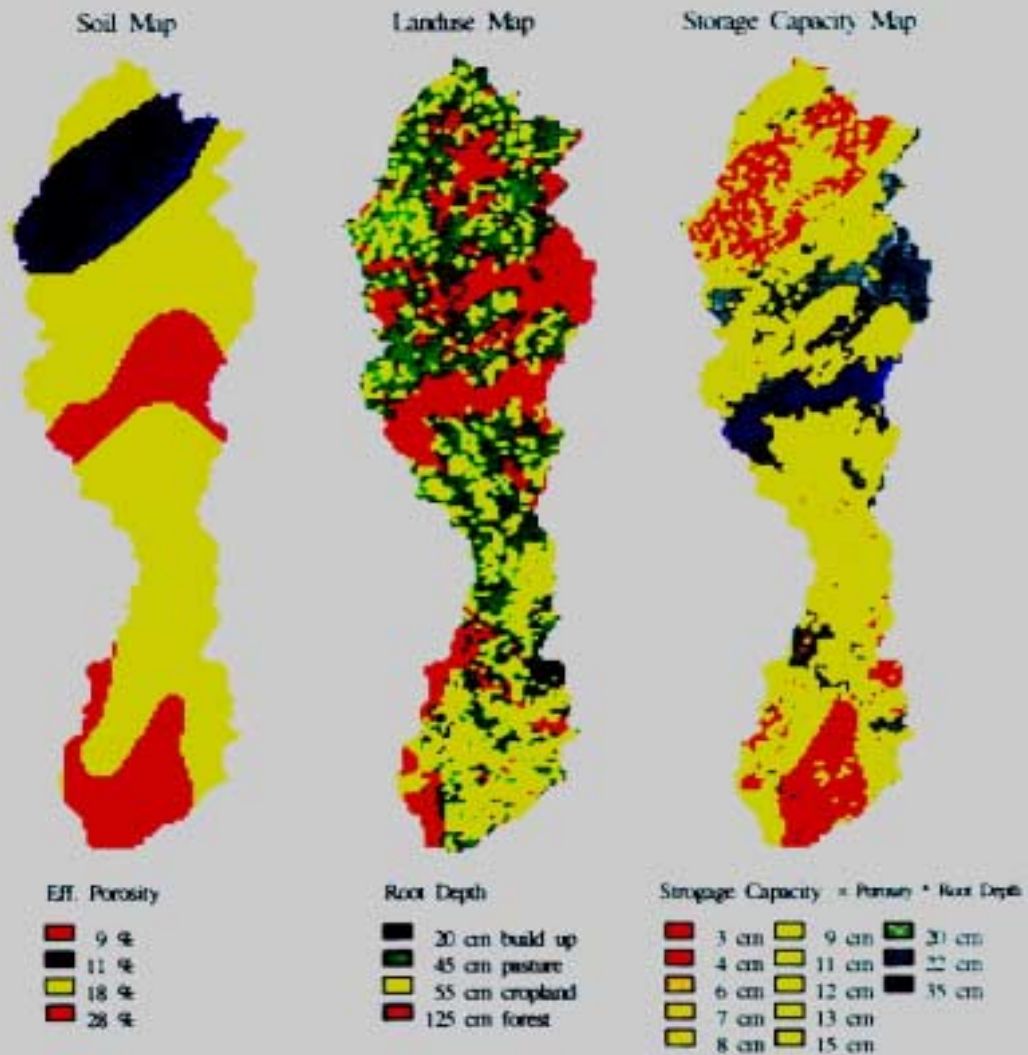 Soil Map
Landuse Map
Storage Capacity Map
Eff. Porosity
9 %
11 %
18 %
28 %
Root Depth
20 cm build up
45 cm pasture
55 cm cropland
125 cm forest
Strogage Capacity = Porosity * Root Depth
3 cm
4 cm
6 cm
7 cm
8 cm
9 cm
11 cm
12 cm
13 cm
15 cm
20 cm
22 cm
35 cm